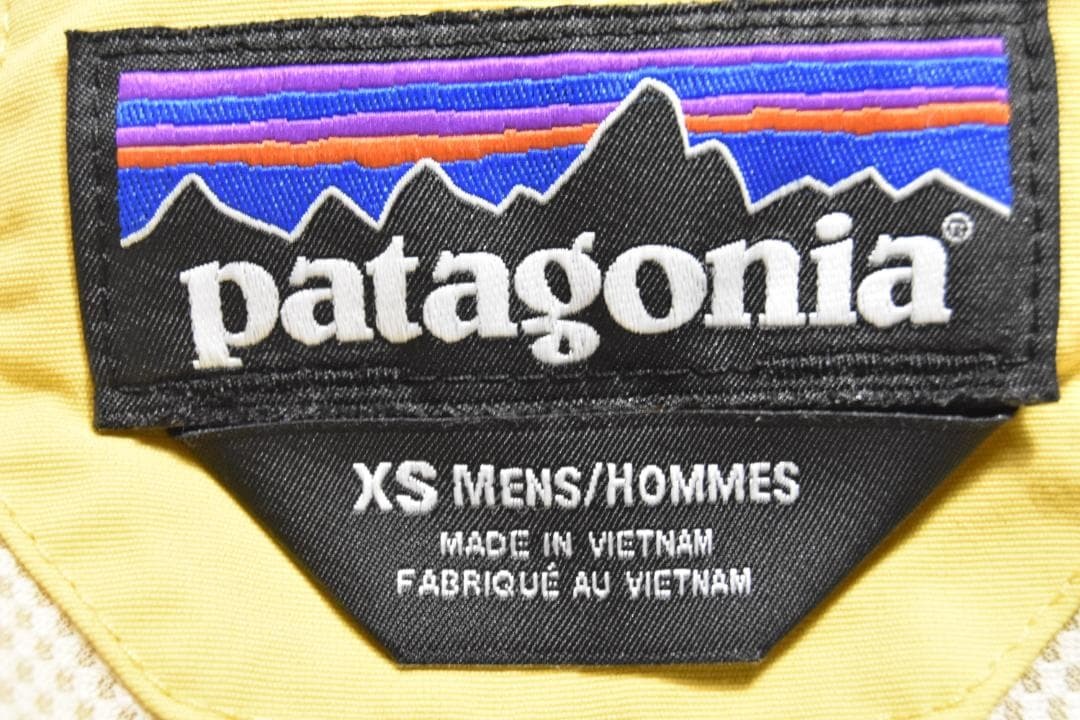 patagonia®
XS MENS/HOMMES
MADE IN VIETNAM
FABRIQUÉ AU VIETNAM